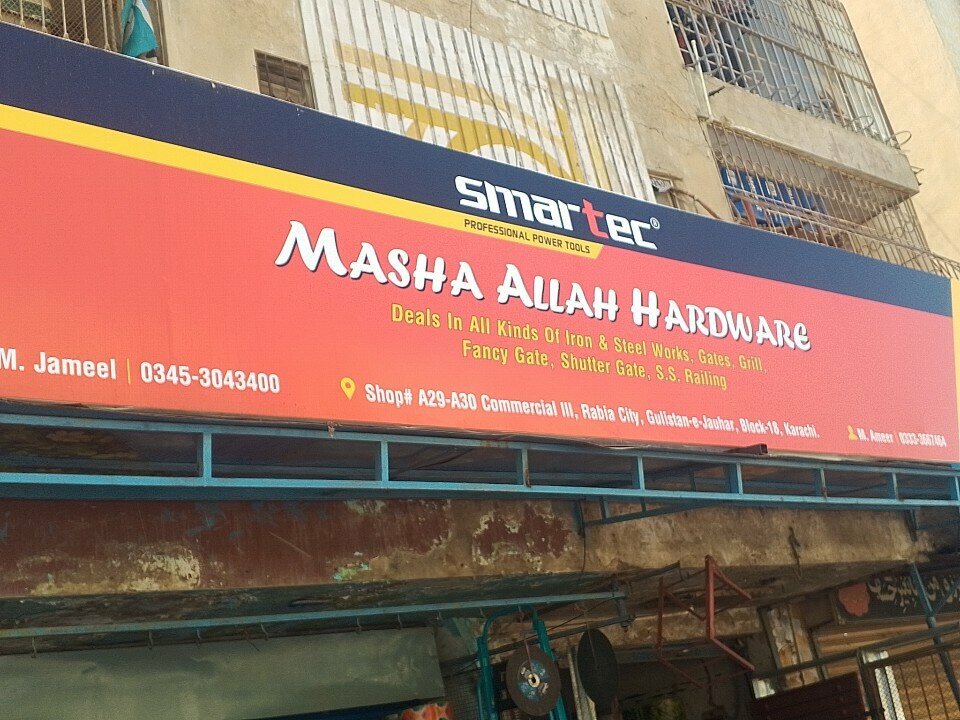 smartec®
PROFESSIONAL POWER TOOLS
MASHA ALLAH HARDWARE
Deals In All Kinds Of Iron & Steel Works, Gates, Grill,
Fancy Gate, Shutter Gate, S.S. Railing
M. Jameel | 0345-3043400
Shop# A29-A30 Commercial III, Rabia City, Gulistan-e-Jauhar, Block-18, Karachi.
M. Ameer | 0333-3667464